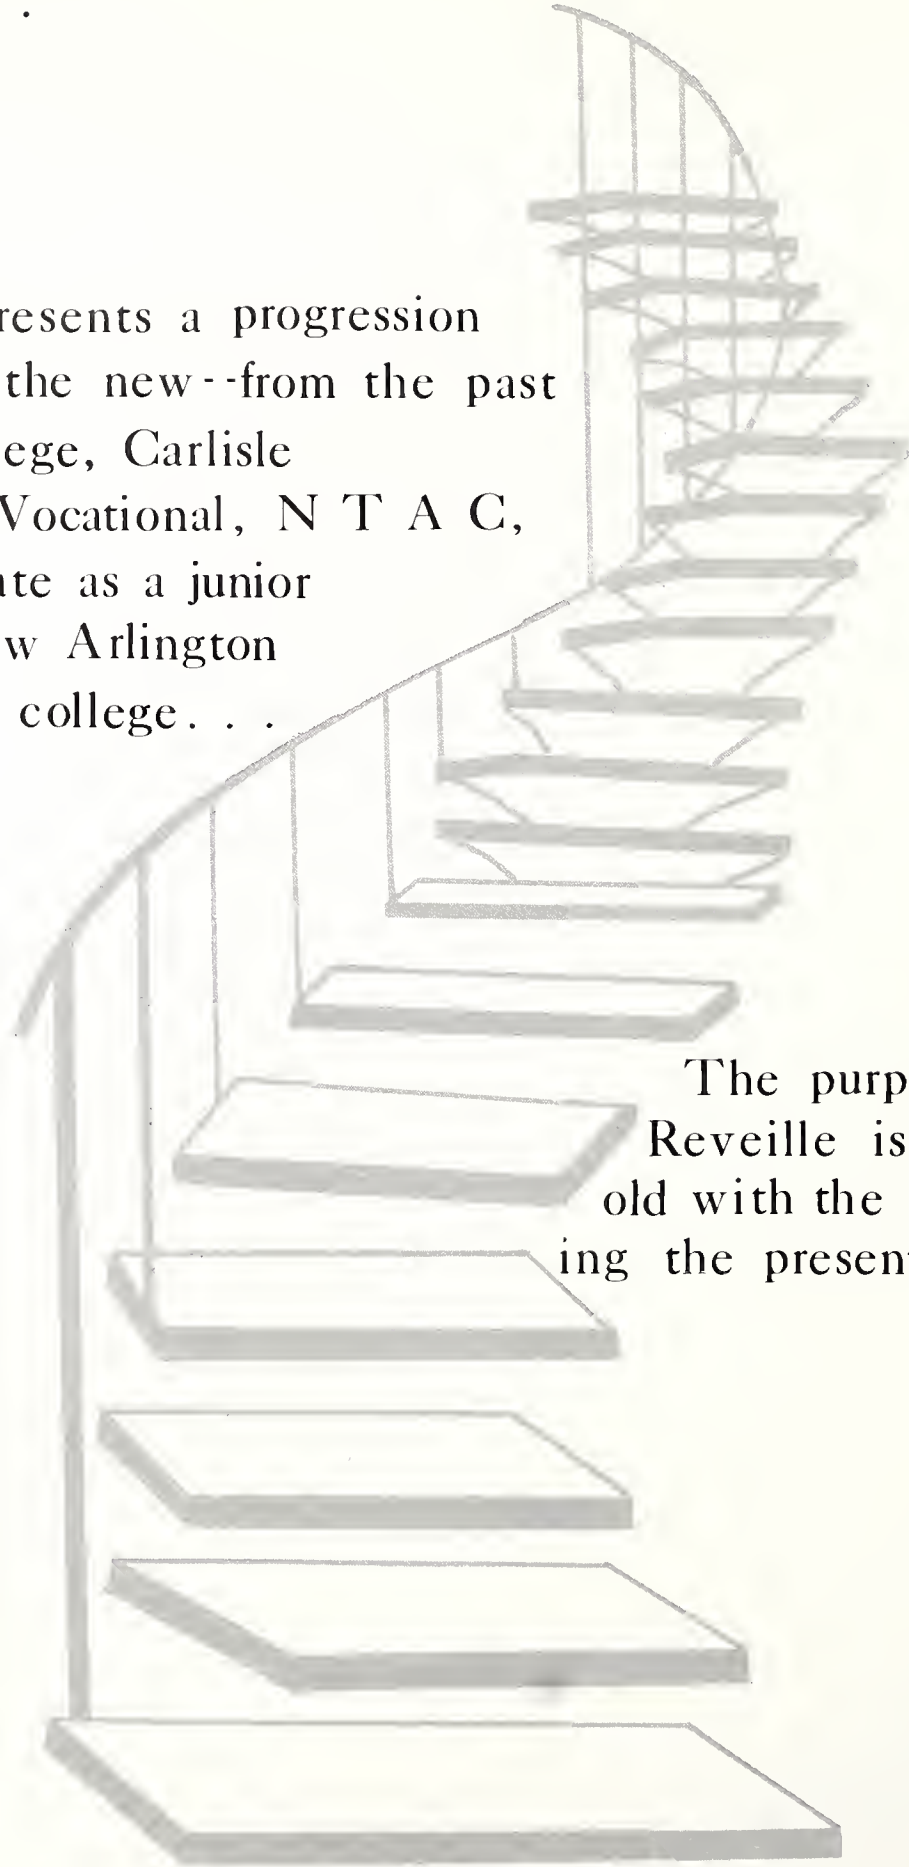 resents a progression
the new--from the past
ege, Carlisle
Vocational, N T A C,
ate as a junior
w Arlington
college. . .
The purp
Reveille is
old with the
ing the presen